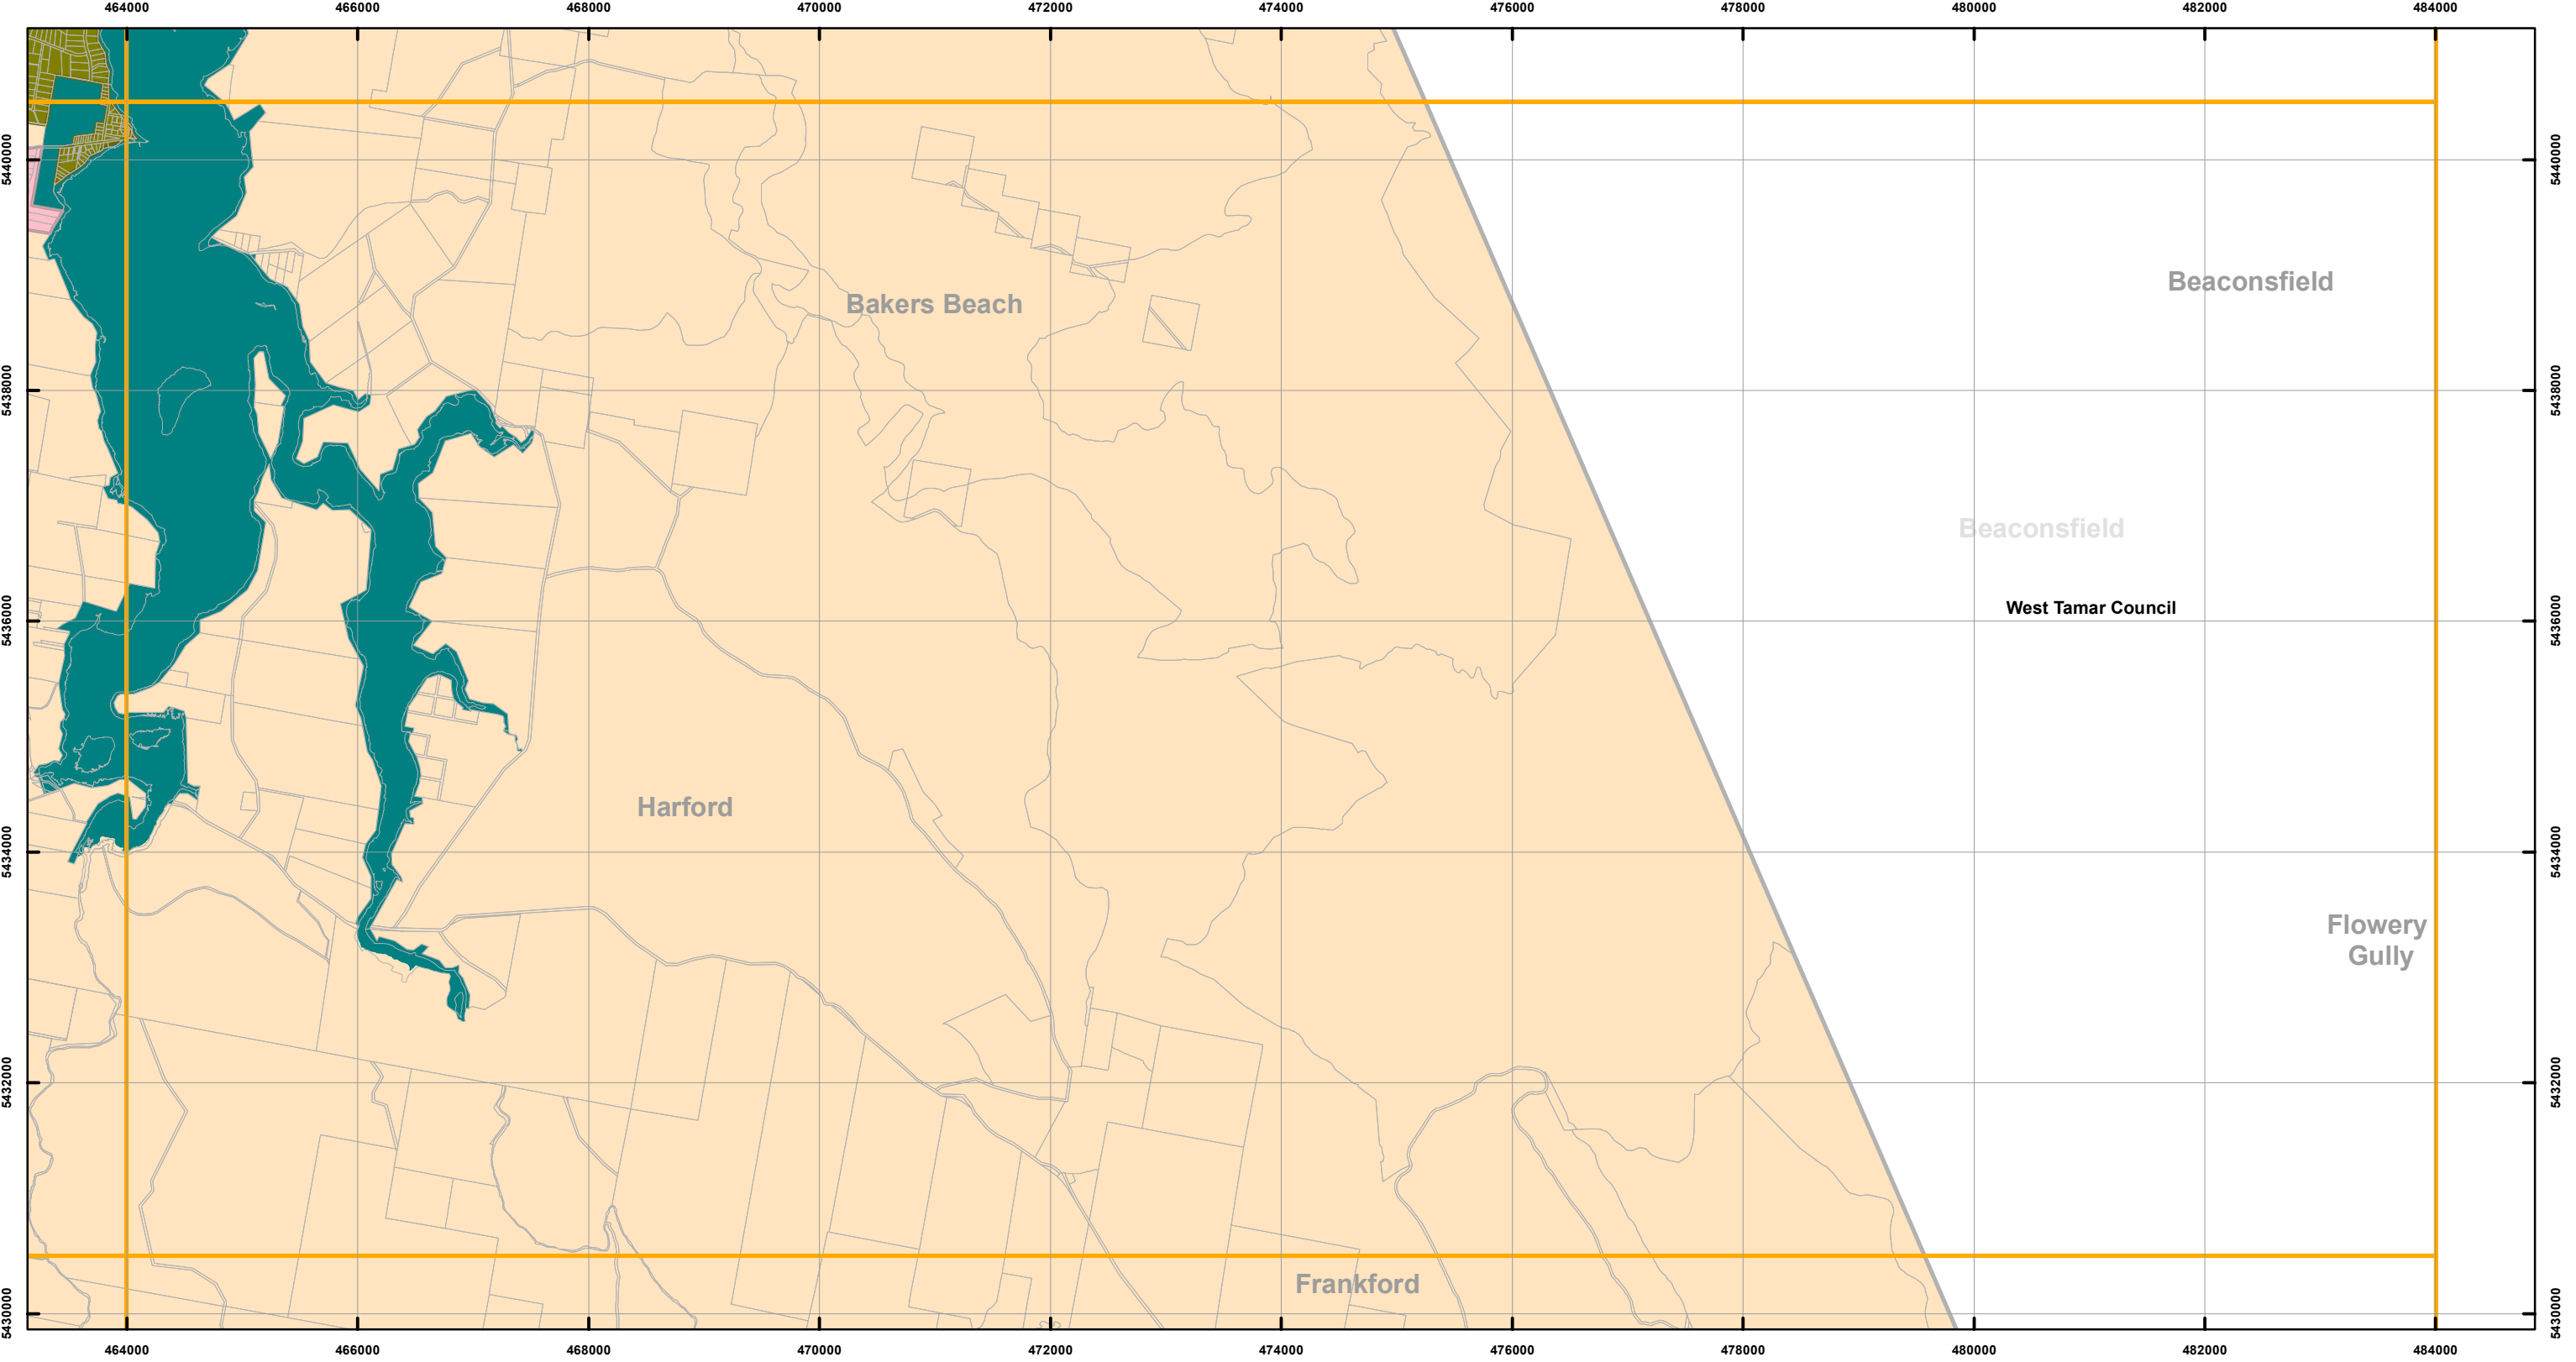 464000 466000 468000 470000 472000 474000 476000 478000 480000 482000 484000
5440000 5440000
Beaconsfield
Bakers Beach
5438000 5438000
Beaconsfield
West Tamar Council
5436000 5436000
Harford
5434000 5434000
Flowery
Gully
5432000 5432000
Frankford
5430000 5430000
464000 466000 468000 470000 472000 474000 476000 478000 480000 482000 484000